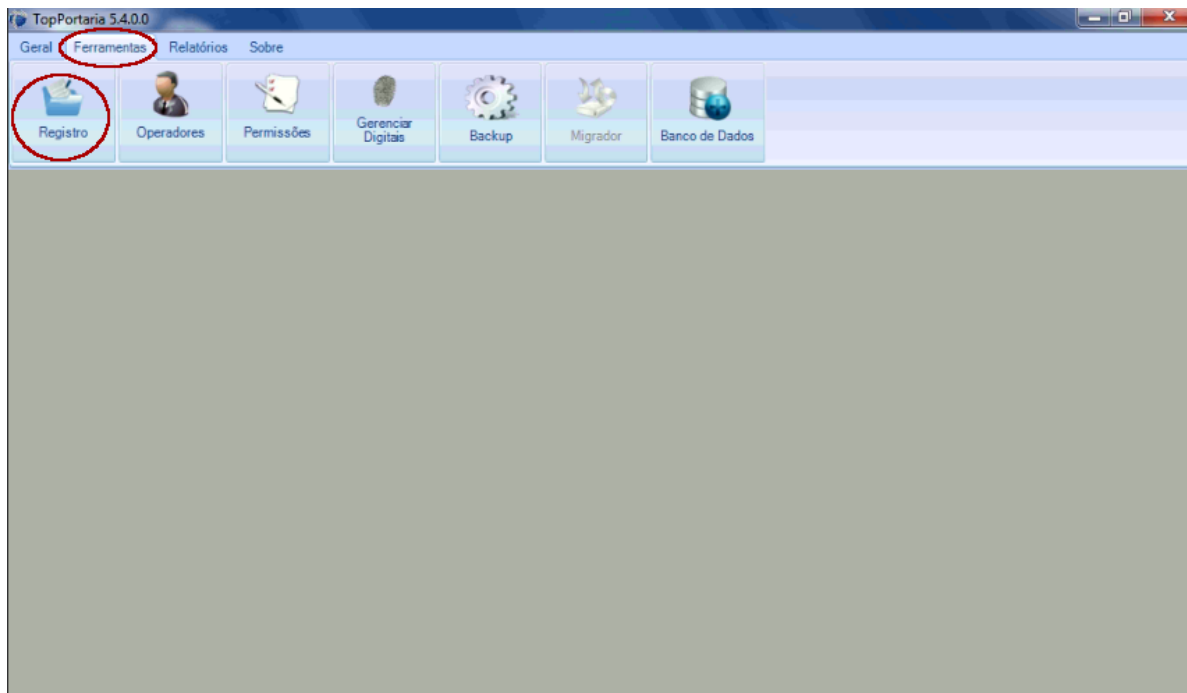 TopPortaria 5.4.0.0
Geral Ferramentas Relatórios Sobre
Registro
Operadores
Permissões
Gerenciar
Digitais
Backup
Migrador
Banco de Dados